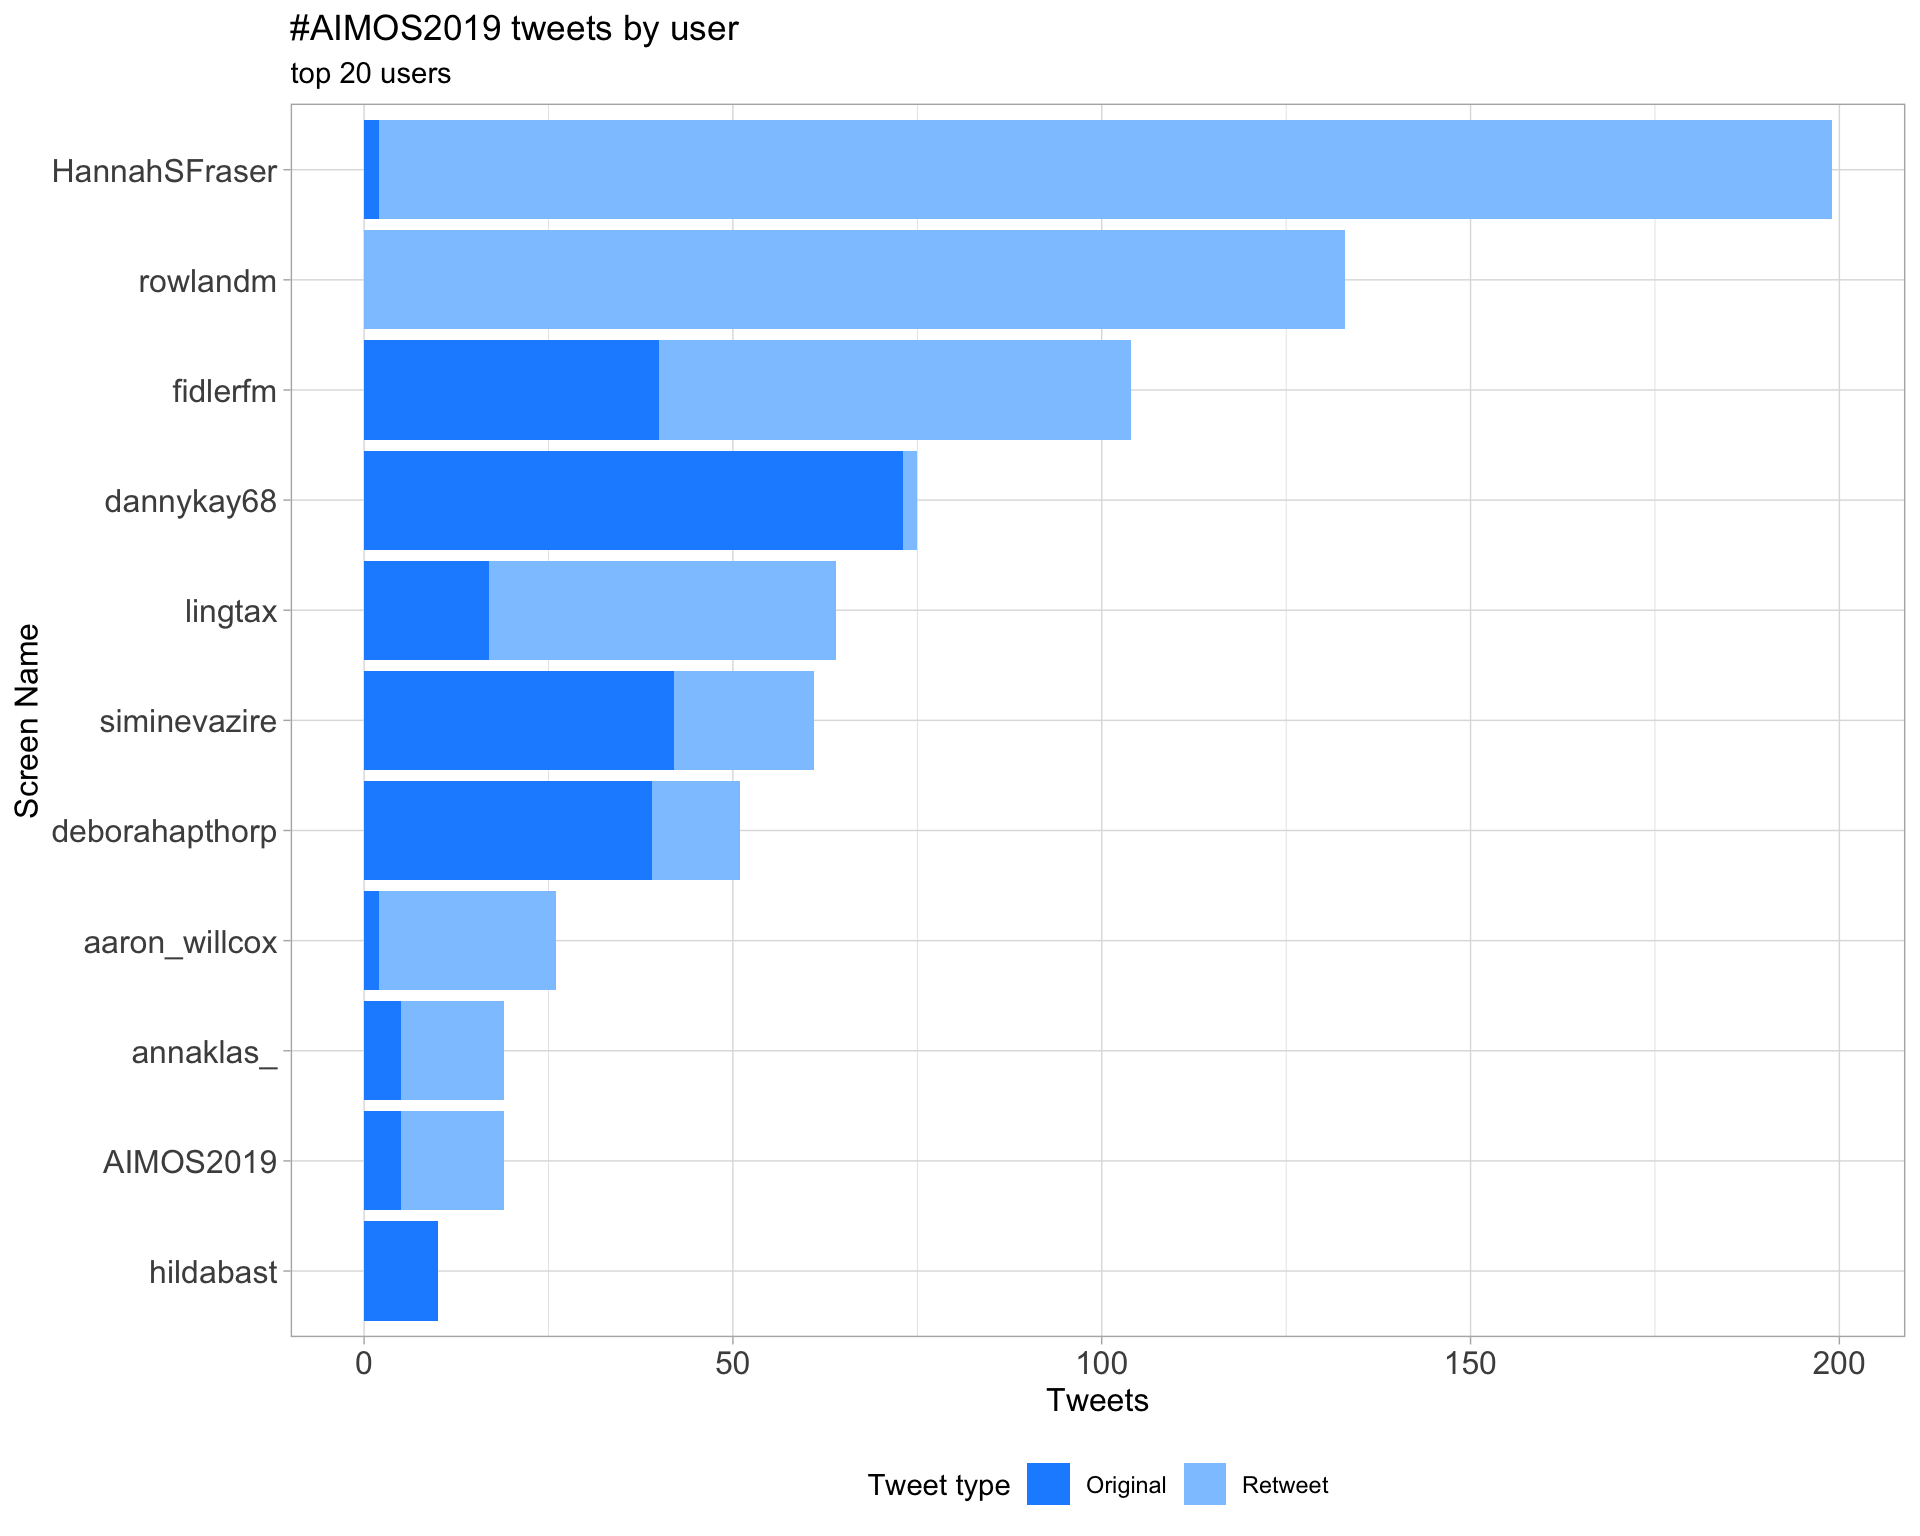 #AIMOS2019 tweets by user
top 20 users
Screen Name
HannahSFraser
rowlandm
fidlerfm
dannykay68
lingtax
siminevazire
deborahapthorp
aaron_willcox
annaklas_
AIMOS2019
hildabast
0 50 100 150 200
Tweets
Tweet type Original Retweet